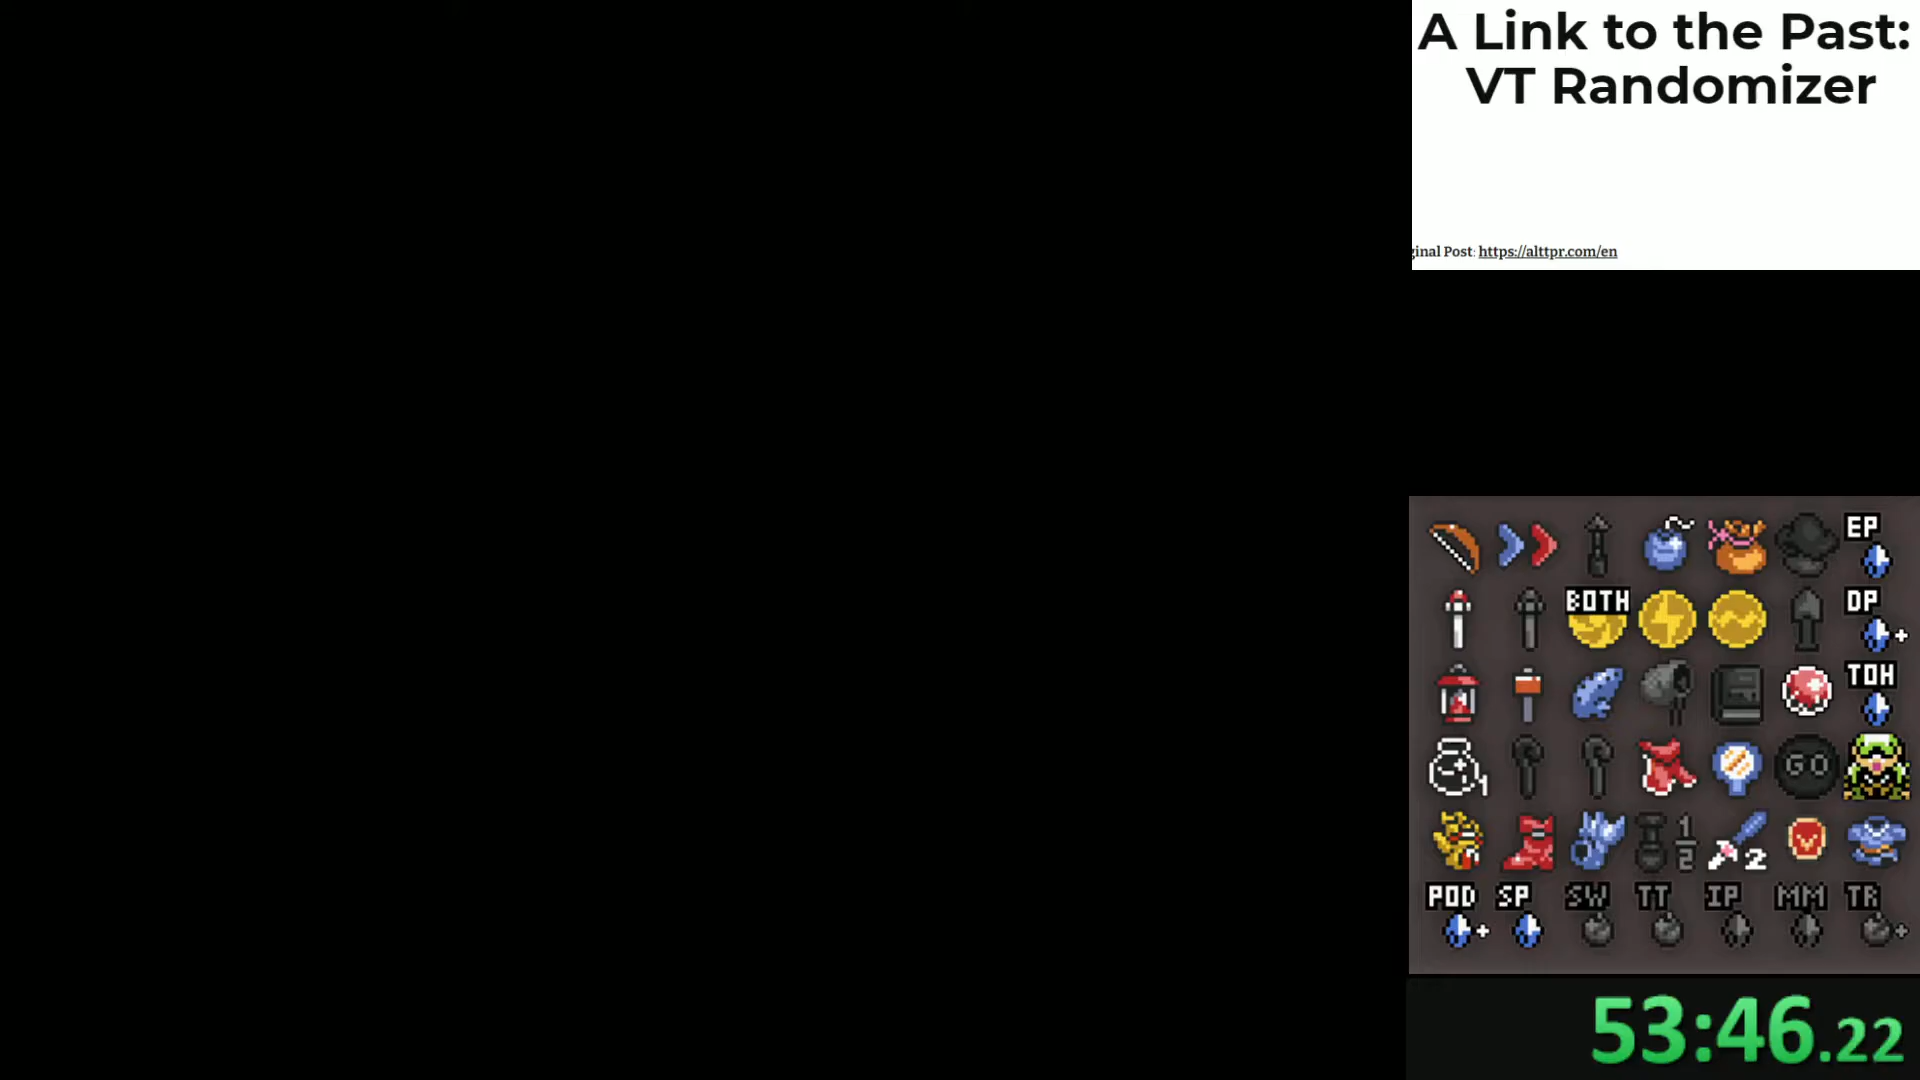 A Link to the Past:
VT Randomizer
ginal Post: https://alttpr.com/en
EP
BOTH
DP
TOH
GO
1/2
2
POD SP SW TT IP MM TR
53:46.22